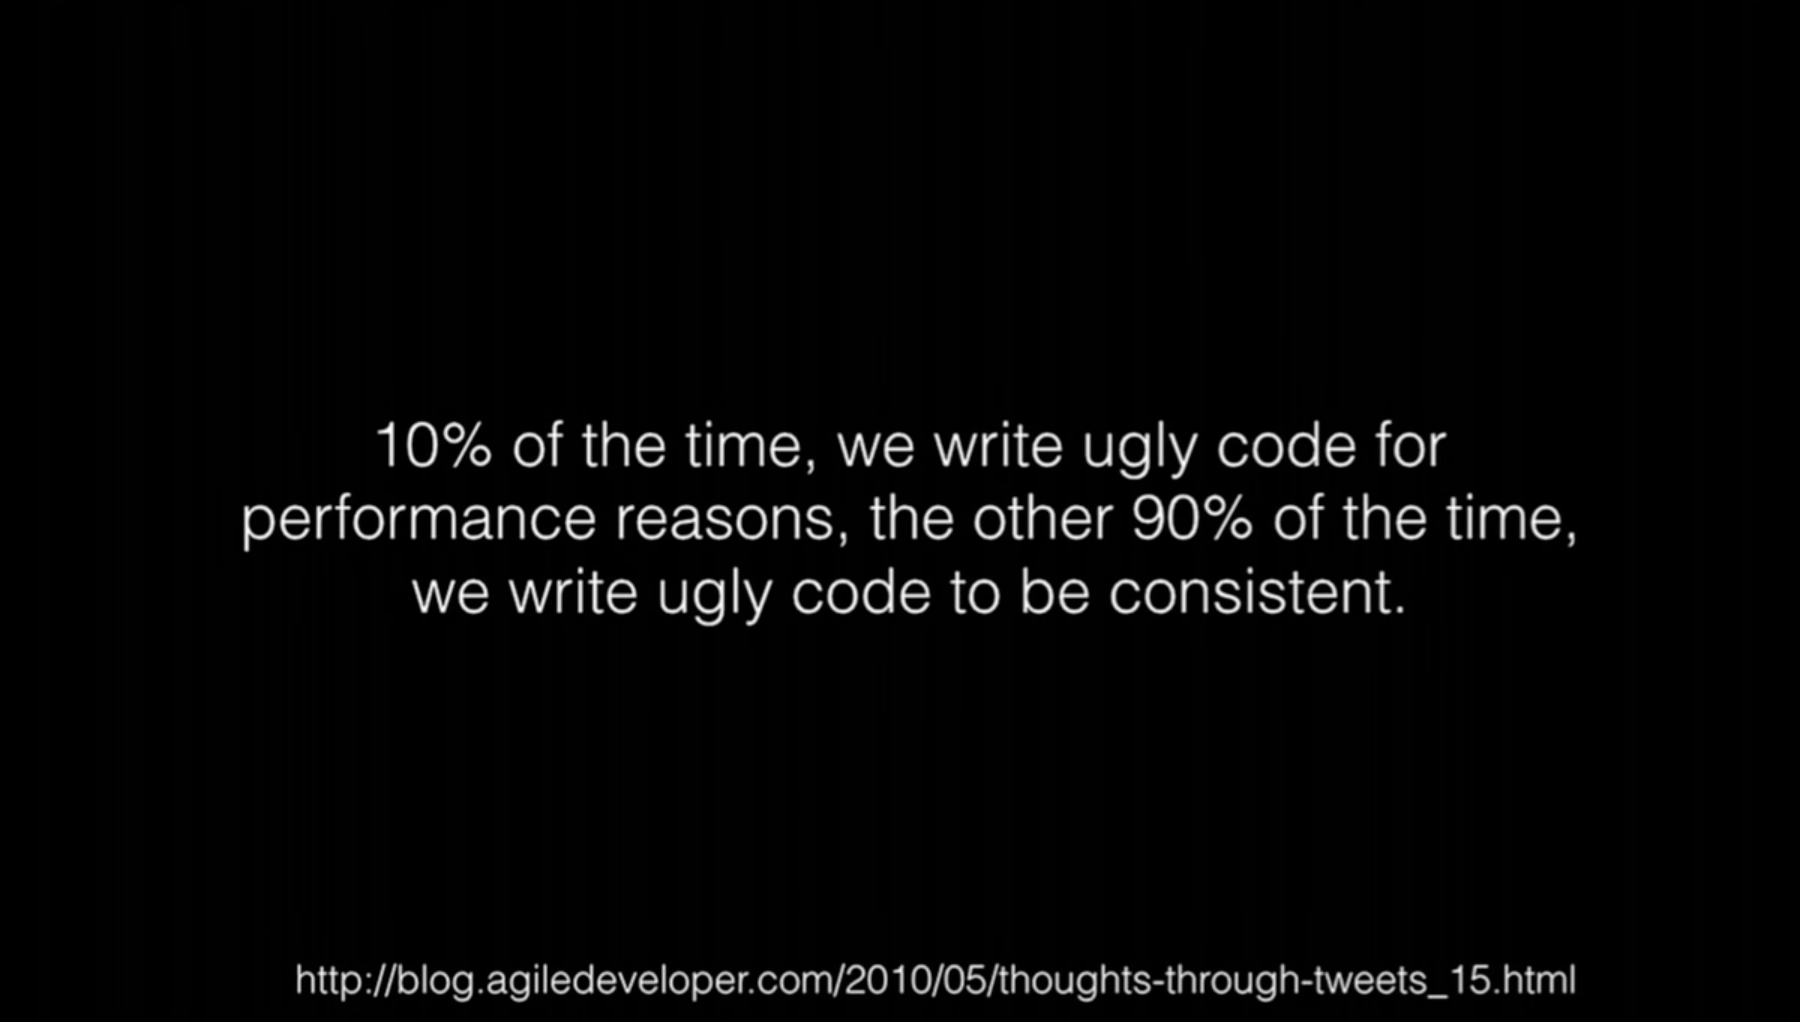 10% of the time, we write ugly code for
performance reasons, the other 90% of the time,
we write ugly code to be consistent.
http://blog.agiledeveloper.com/2010/05/thoughts-through-tweets_15.html